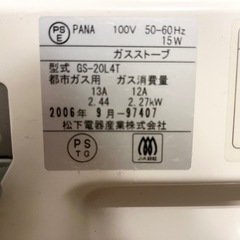 PS
E
PANA 100V 50-60Hz
15W
ガスストーブ
型式 GS-20L4T
都市ガス用 ガス消費量
13A 12A
2.44 2.27kW
2006年 9月-97407
松下電器産業株式会社
PS
TG